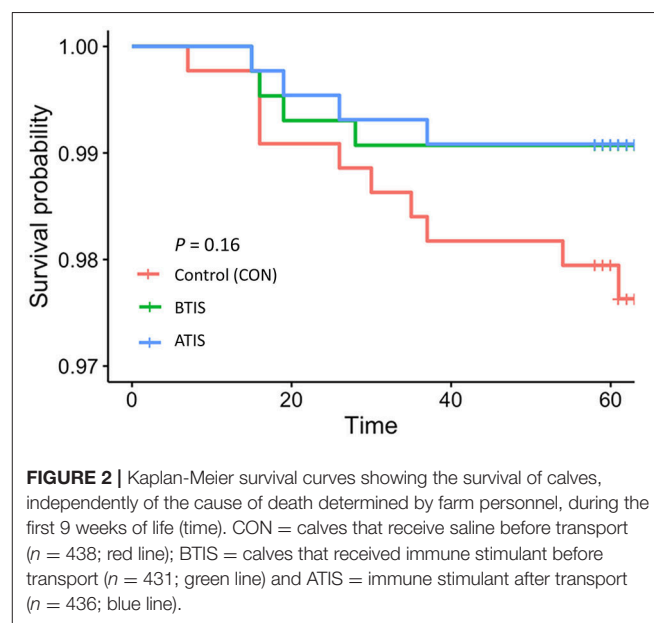 1.00
0.99
0.98
0.97
Survival probability
P = 0.16
Control (CON)
BTIS
ATIS
0
20
40
60
Time
FIGURE 2 | Kaplan-Meier survival curves showing the survival of calves,
independently of the cause of death determined by farm personnel, during the
first 9 weeks of life (time). CON = calves that receive saline before transport
(n = 438; red line); BTIS = calves that received immune stimulant before
transport (n = 431; green line) and ATIS = immune stimulant after transport
(n = 436; blue line).